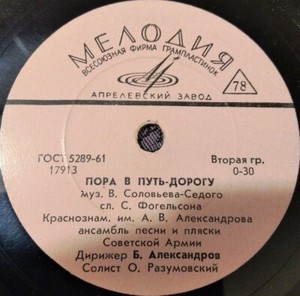 МЕЛОДИЯ
ВСЕСОЮЗНАЯ ФИРМА ГРАМПЛАСТИНОК
АПРЕЛЕВСКИЙ ЗАВОД
78
ГОСТ 5289-61
Вторая гр.
17913
0-30
ПОРА В ПУТЬ-ДОРОГУ
муз. В. Соловьева-Седого
сл. С. Фогельсона
Краснознам. им. А. В. Александрова
ансамбль песни и пляски
Советской Армии
Дирижер Б. Александров
Солист О. Разумовский